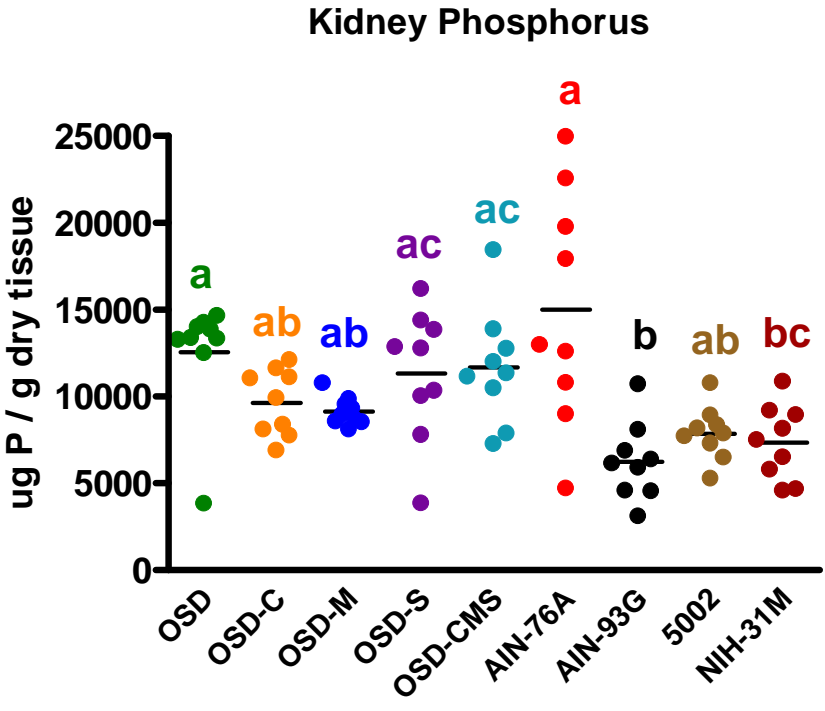 Kidney Phosphorus
ug P / g dry tissue
25000
20000
15000
10000
5000
0
a
ab
ab
ac
ac
a
b
ab
bc
OSD
OSD-C
OSD-M
OSD-S
OSD-CMS
AIN-76A
AIN-93G
5002
NIH-31M